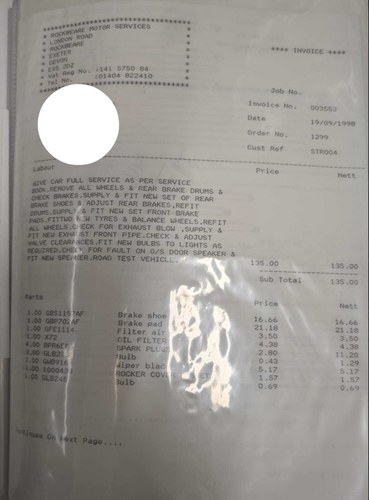 * ROCKBEARE MOTOR SERVICES *
* LONDON ROAD
* ROCKBEARE
* EXETER
* DEVON
* EX5 2DZ
* Vat Reg No. :141 5750 84
* Tel No. :01404 822410
**** INVOICE ****
Job No.
Invoice No. 003552
Date 19/09/1998
Order No. 1299
Cust Ref STR004
Labour Price Nett
GIVE CAR FULL SERVICE AS PER SERVICE
BOOK,REMOVE ALL WHEELS & REAR BRAKE DRUMS &
CHECK BRAKES.SUPPLY & FIT NEW SET OF REAR
BRAKE SHOES & ADJUST REAR BRAKES,REFIT
DRUMS.SUPPLY & FIT NEW SET FRONT BRAKE
PADS.FITTWO NEW TYRES & BALANCE WHEELS,REFIT
ALL WHEELS.CHECK FOR EXHAUST BLOW ,SUPPLY &
FIT NEW EXHAUST FRONT PIPE.CHECK & ADJUST
VALVE CLEARANCES.FIT NEW BULBS TO LIGHTS AS
REQUIRED.CHECK FOR FAULT ON O/S DOOR SPEAKER &
FIT NEW SPEAKER.ROAD TEST VEHICLE. 135.00 135.00
Sub Total 135.00
Parts Price Nett
1.00 Brake shoe 16.66 16.66
1.00 Brake pad 21.18 21.18
1.00 GFE1114 Filter air 3.50 3.50
1.00 X72 OIL FILTER 4.38 4.38
4.00 SPARK PLUG 2.80 11.20
Bulb 0.43 1.29
Wiper blade 5.17 5.17
ROCKER COVER 1.57 1.57
Bulb 0.69 0.69
Continues On Next Page....